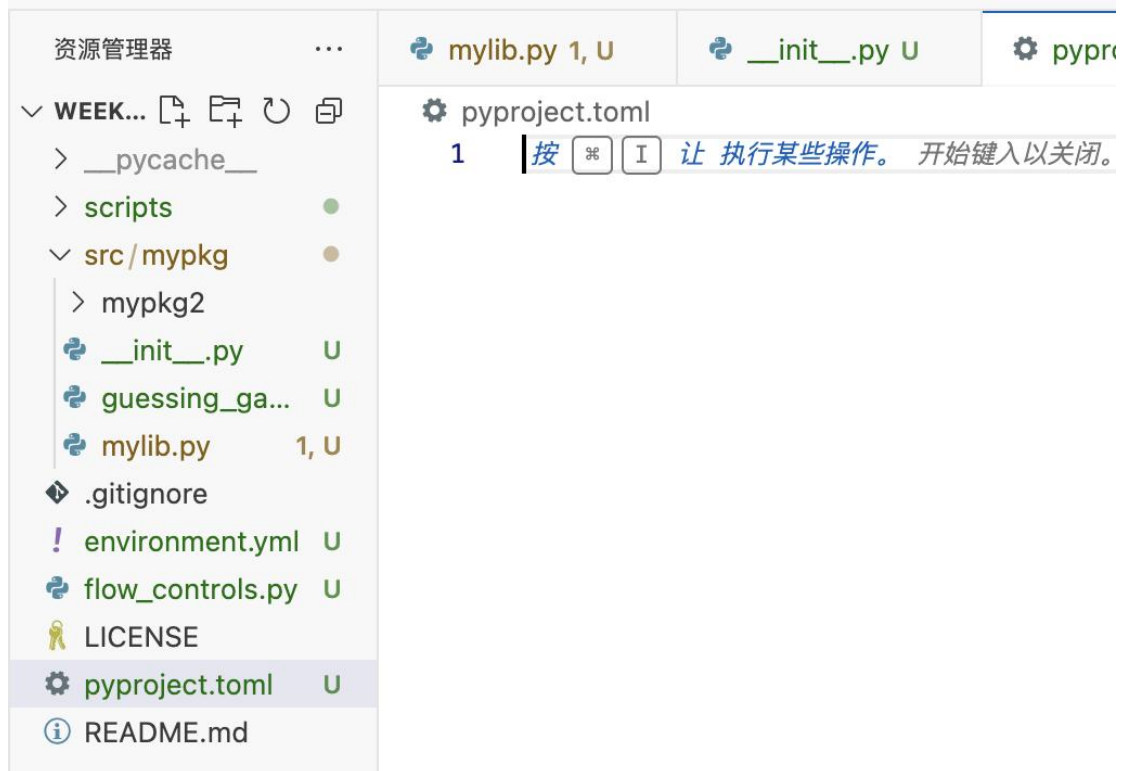 资源管理器 ···
WEEK...
__pycache__
scripts
src/mypkg
mypkg2
__init__.py U
guessing_ga... U
mylib.py 1, U
.gitignore
environment.yml U
flow_controls.py U
LICENSE
pyproject.toml U
README.md
mylib.py 1, U
__init__.py U
pypro
pyproject.toml
1 按 ⌘ I 让 执行某些操作。 开始键入以关闭。